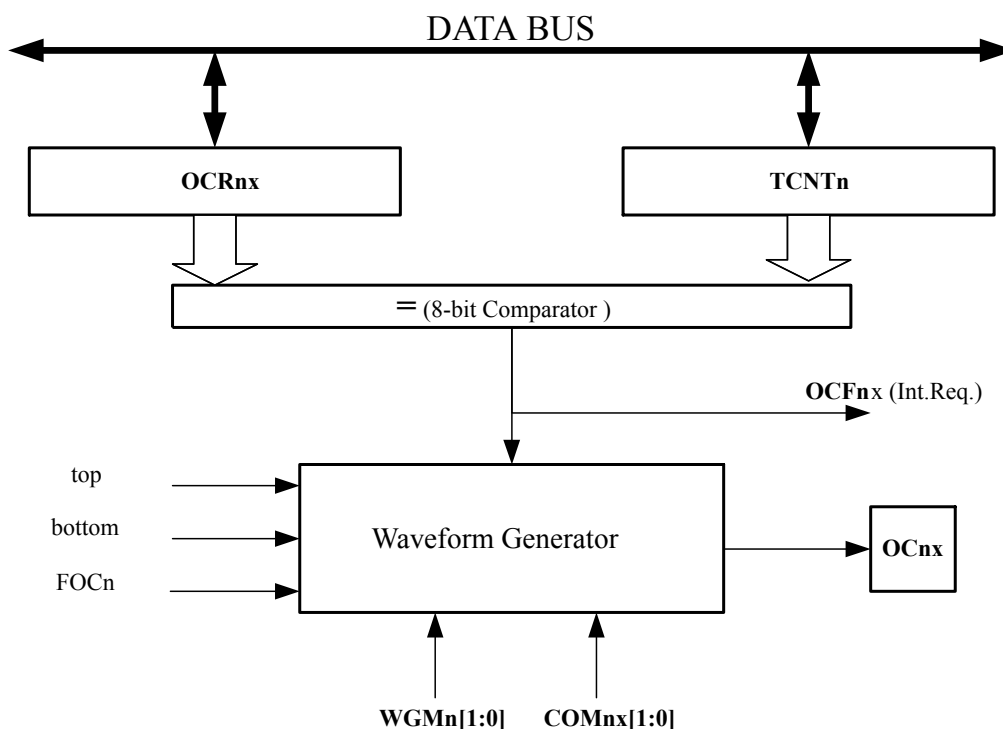 DATA BUS
OCRnx
TCNTn
= (8-bit Comparator )
OCFnx (Int.Req.)
top
bottom
FOCn
Waveform Generator
OCnx
WGMn[1:0]
COMnx[1:0]